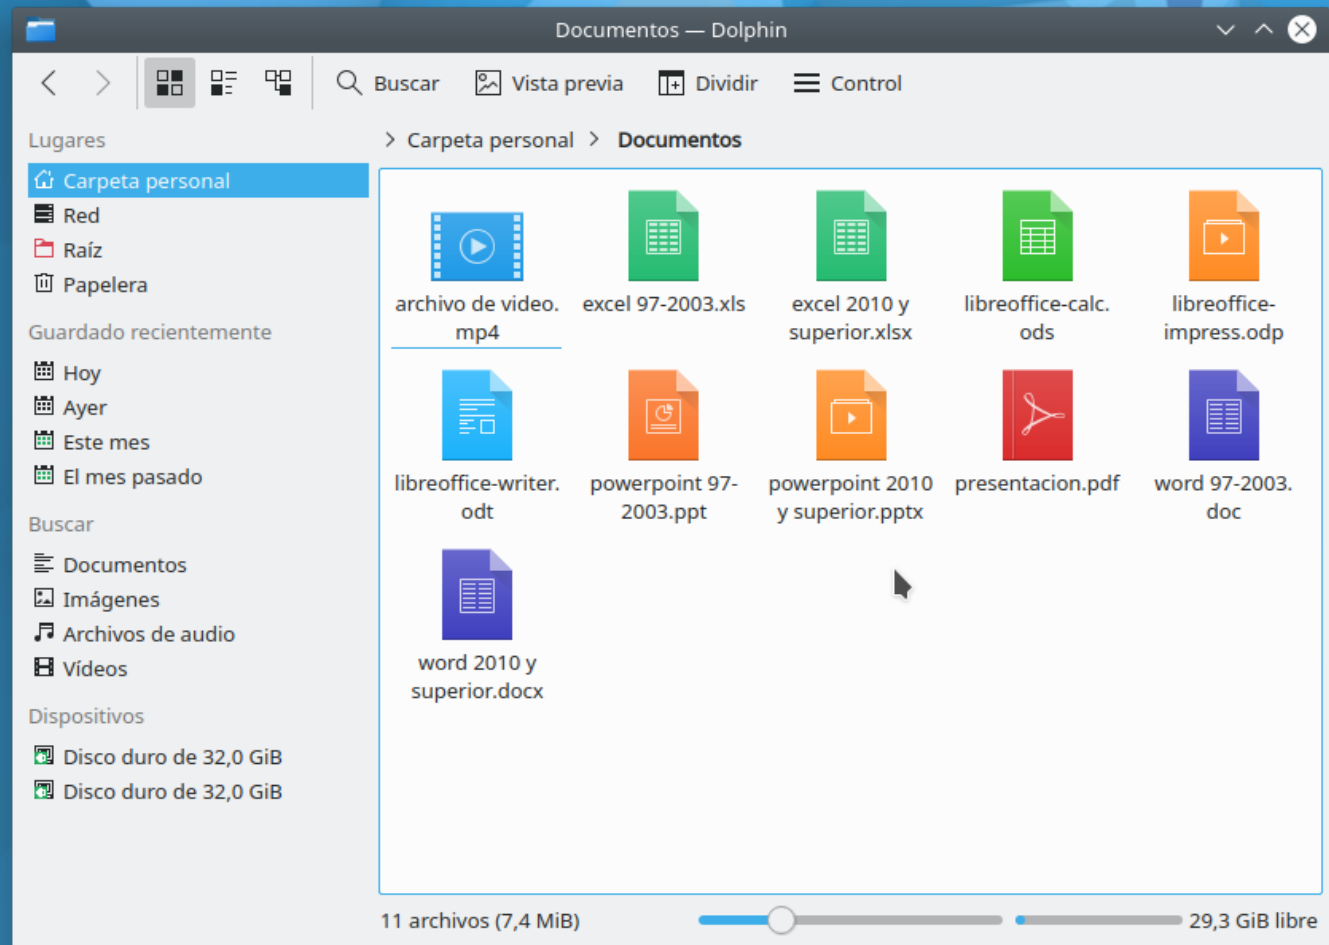 Documentos — Dolphin
Buscar
Vista previa
Dividir
Control
Lugares
Carpeta personal
Red
Raíz
Papelera
Guardado recientemente
Hoy
Ayer
Este mes
El mes pasado
Buscar
Documentos
Imágenes
Archivos de audio
Vídeos
Dispositivos
Disco duro de 32,0 GiB
Disco duro de 32,0 GiB
> Carpeta personal > Documentos
archivo de video.
mp4
excel 97-2003.xls
excel 2010 y
superior.xlsx
libreoffice-calc.
ods
libreoffice-
impress.odp
libreoffice-writer.
odt
powerpoint 97-
2003.ppt
powerpoint 2010
y superior.pptx
presentacion.pdf
word 97-2003.
doc
word 2010 y
superior.docx
11 archivos (7,4 MiB)
29,3 GiB libre